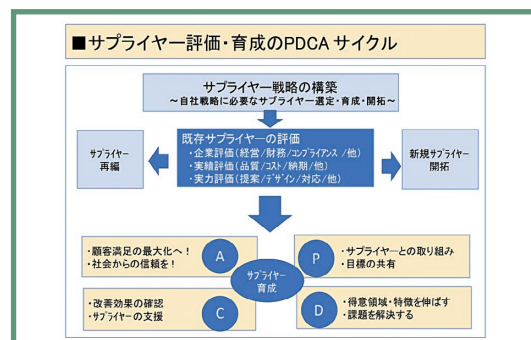 ■サプライヤー評価・育成のPDCAサイクル
サプライヤー戦略の構築
～自社戦略に必要なサプライヤー選定・育成・開拓～
既存サプライヤーの評価
・企業評価(経営/財務/コンプライアンス/他)
・実績評価(品質/コスト/納期/他)
・実力評価(提案/デザイン/対応/他)
サプライヤー
再編
新規サプライヤー
開拓
・顧客満足の最大化へ！
・社会からの信頼を！
A
P
・サプライヤーとの取り組み
・目標の共有
サプライヤー
育成
・改善効果の確認
・サプライヤーの支援
C
D
・得意領域・特徴を伸ばす
・課題を解決する